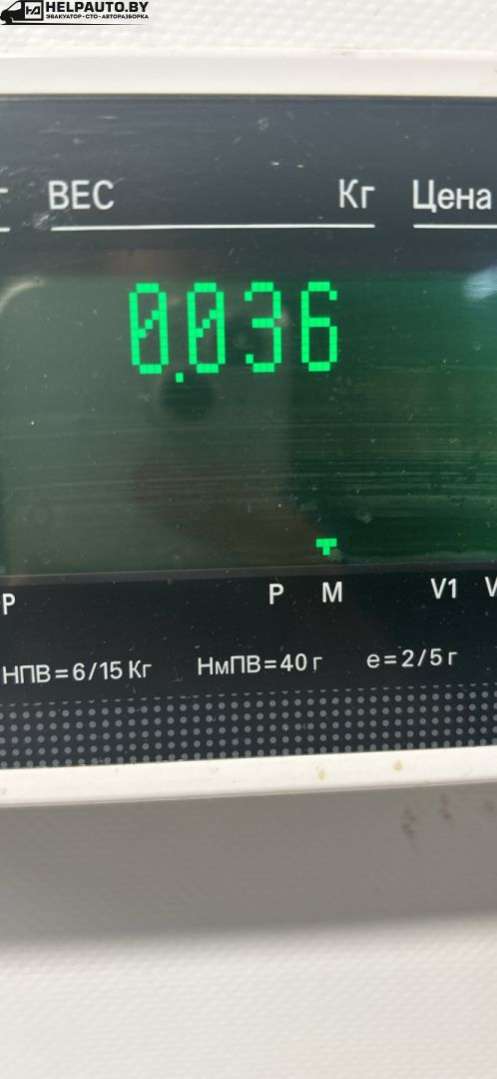 HELPAUTO.BY
ЭВАКУАТОР-СТО-АВТОРАЗБОРКА
ВЕС Кг Цена
0.036
Р Р М V1 V
НПВ=6/15 Кг НмПВ=40 г е=2/5 г